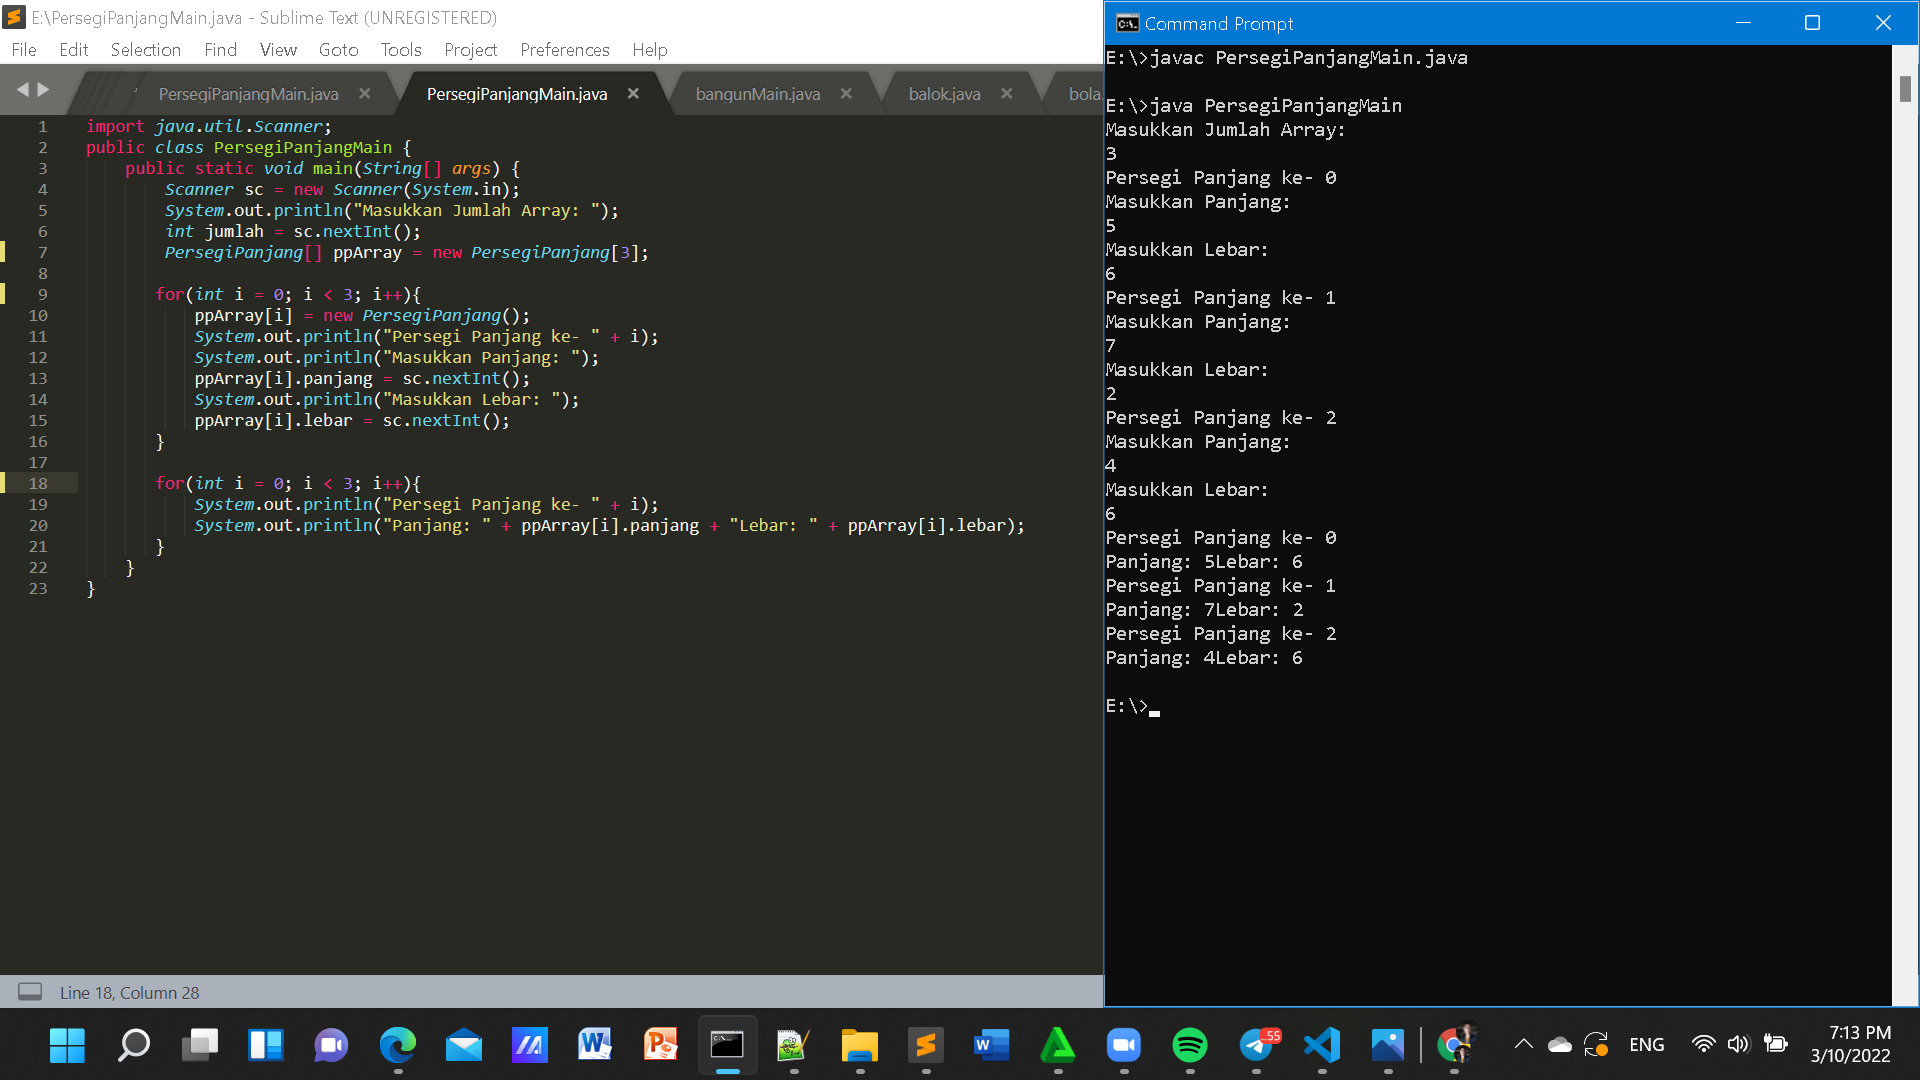 E:\PersegiPanjangMain.java - Sublime Text (UNREGISTERED)
File Edit Selection Find View Goto Tools Project Preferences Help
PersegiPanjangMain.java × PersegiPanjangMain.java × bangunMain.java × balok.java × bola.
1 import java.util.Scanner;
2 public class PersegiPanjangMain {
3 public static void main(String[] args) {
4 Scanner sc = new Scanner(System.in);
5 System.out.println("Masukkan Jumlah Array: ");
6 int jumlah = sc.nextInt();
7 PersegiPanjang[] ppArray = new PersegiPanjang[3];
8
9 for(int i = 0; i < 3; i++){
10 ppArray[i] = new PersegiPanjang();
11 System.out.println("Persegi Panjang ke- " + i);
12 System.out.println("Masukkan Panjang: ");
13 ppArray[i].panjang = sc.nextInt();
14 System.out.println("Masukkan Lebar: ");
15 ppArray[i].lebar = sc.nextInt();
16 }
17
18 for(int i = 0; i < 3; i++){
19 System.out.println("Persegi Panjang ke- " + i);
20 System.out.println("Panjang: " + ppArray[i].panjang + "Lebar: " + ppArray[i].lebar);
21 }
22 }
23 }
Line 18, Column 28
Command Prompt
E:\>javac PersegiPanjangMain.java
E:\>java PersegiPanjangMain
Masukkan Jumlah Array:
3
Persegi Panjang ke- 0
Masukkan Panjang:
5
Masukkan Lebar:
6
Persegi Panjang ke- 1
Masukkan Panjang:
7
Masukkan Lebar:
2
Persegi Panjang ke- 2
Masukkan Panjang:
4
Masukkan Lebar:
6
Persegi Panjang ke- 0
Panjang: 5Lebar: 6
Persegi Panjang ke- 1
Panjang: 7Lebar: 2
Persegi Panjang ke- 2
Panjang: 4Lebar: 6
E:\>
..55
ENG
7:13 PM
3/10/2022